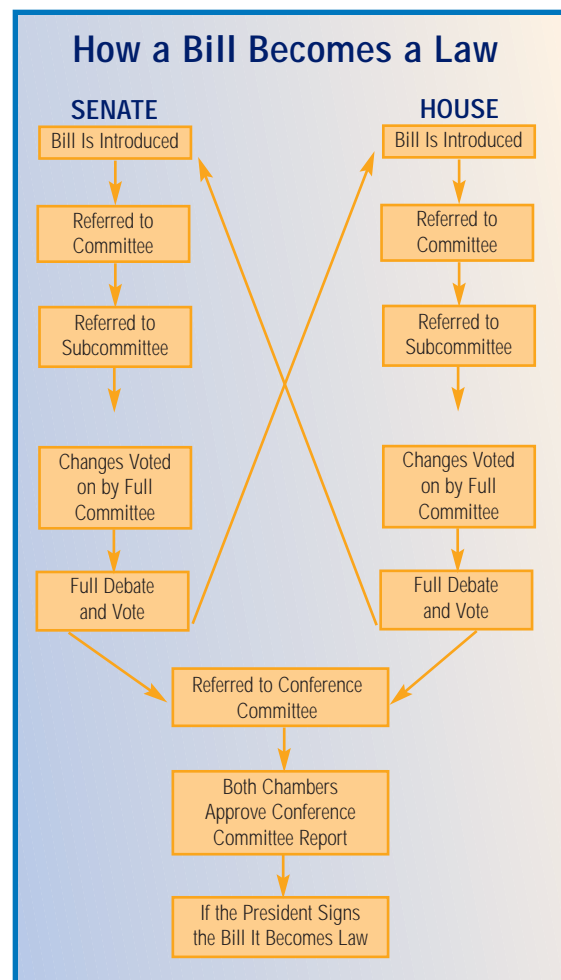 How a Bill Becomes a Law
SENATE
Bill Is Introduced
Referred to
Committee
Referred to
Subcommittee
Changes Voted
on by Full
Committee
Full Debate
and Vote
HOUSE
Bill Is Introduced
Referred to
Committee
Referred to
Subcommittee
Changes Voted
on by Full
Committee
Full Debate
and Vote
Referred to Conference
Committee
Both Chambers
Approve Conference
Committee Report
If the President Signs
the Bill It Becomes Law